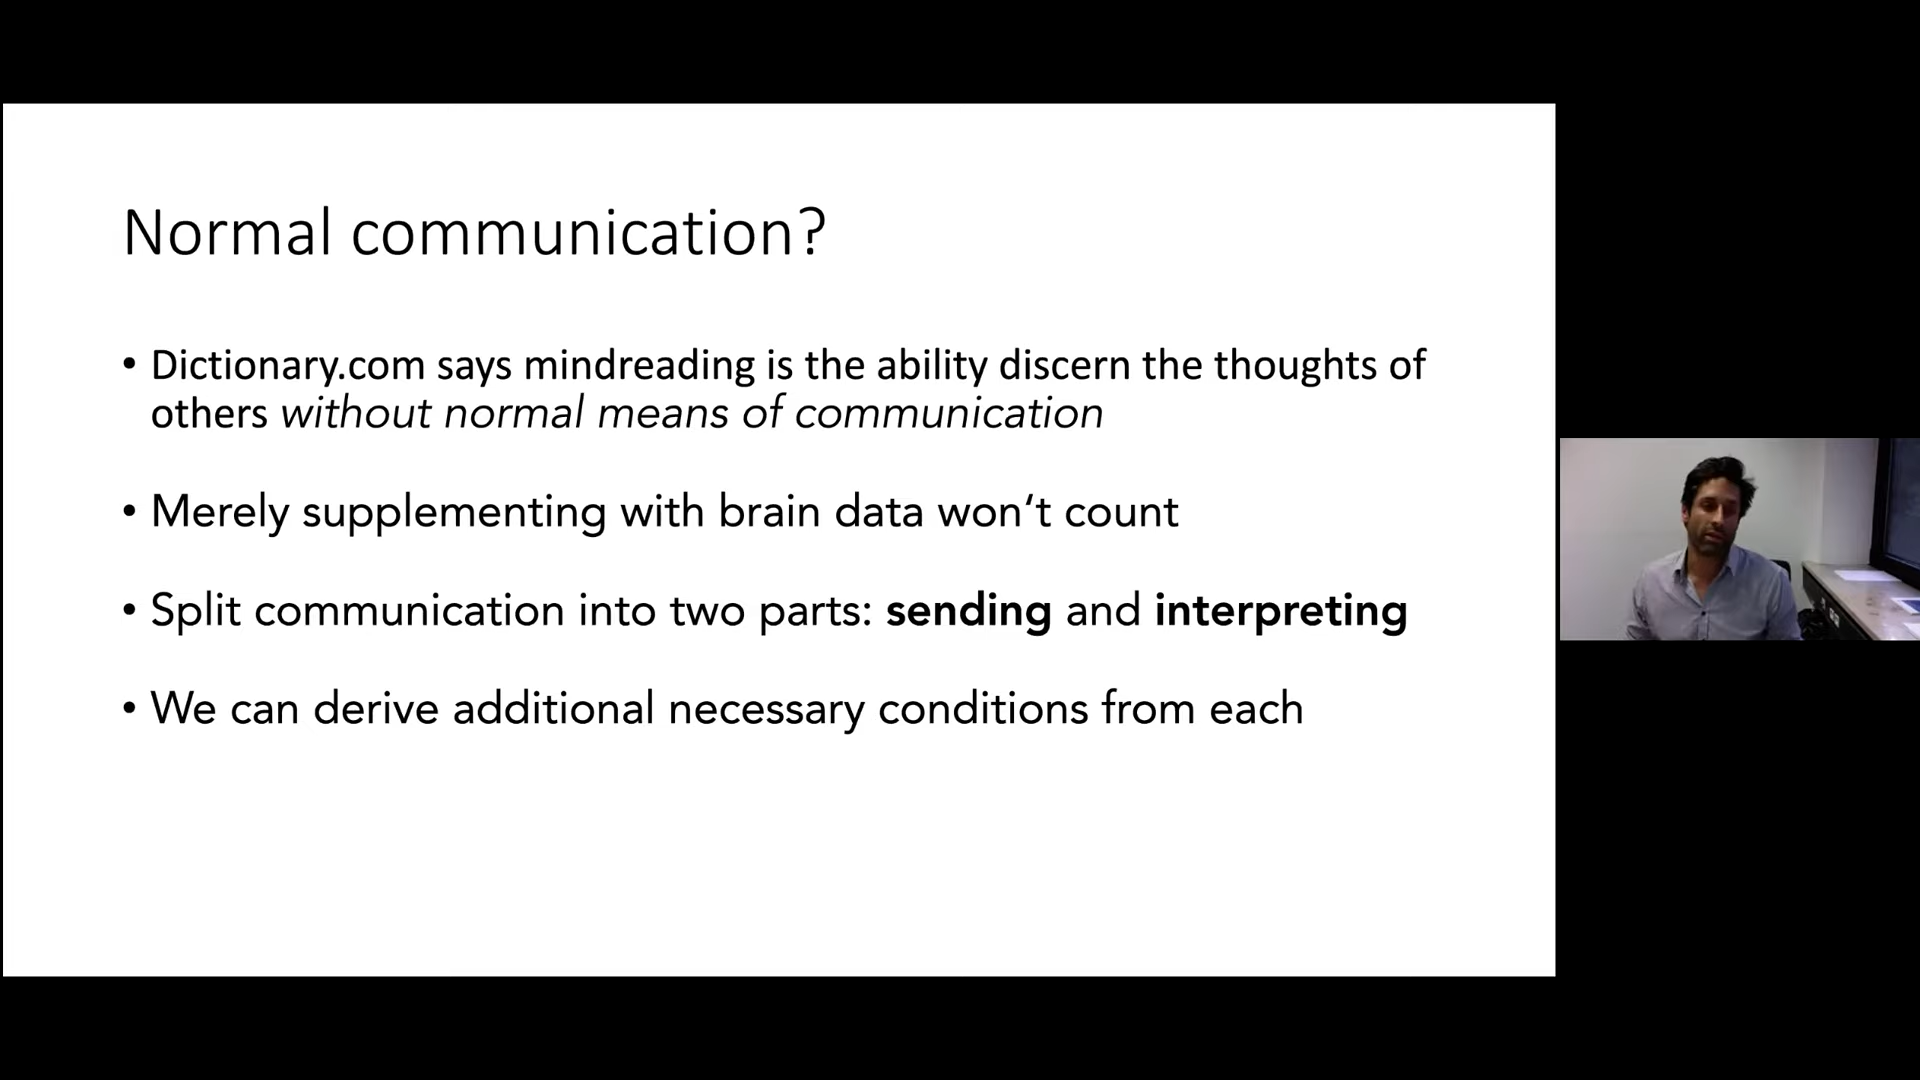 Normal communication?
• Dictionary.com says mindreading is the ability discern the thoughts of
others without normal means of communication
• Merely supplementing with brain data won‘t count
• Split communication into two parts: sending and interpreting
• We can derive additional necessary conditions from each